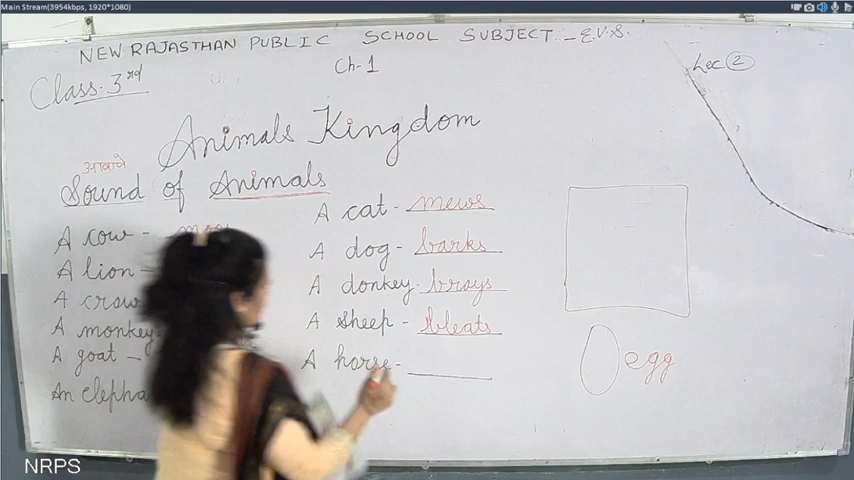 Main Stream(3954kbps, 1920*1080)
NEW RAJASTHAN PUBLIC SCHOOL SUBJECT - E.V.S.
Ch-1
Lec 2
Class-3rd
Animals Kingdom
आवाजे
Sound of Animals
A cow- moo
A lion-
A crow
A monkey
A goat-
An elepha
A cat- mews
A dog- barks
A donkey- brays
A sheep- bleats
A horse-
egg
NRPS